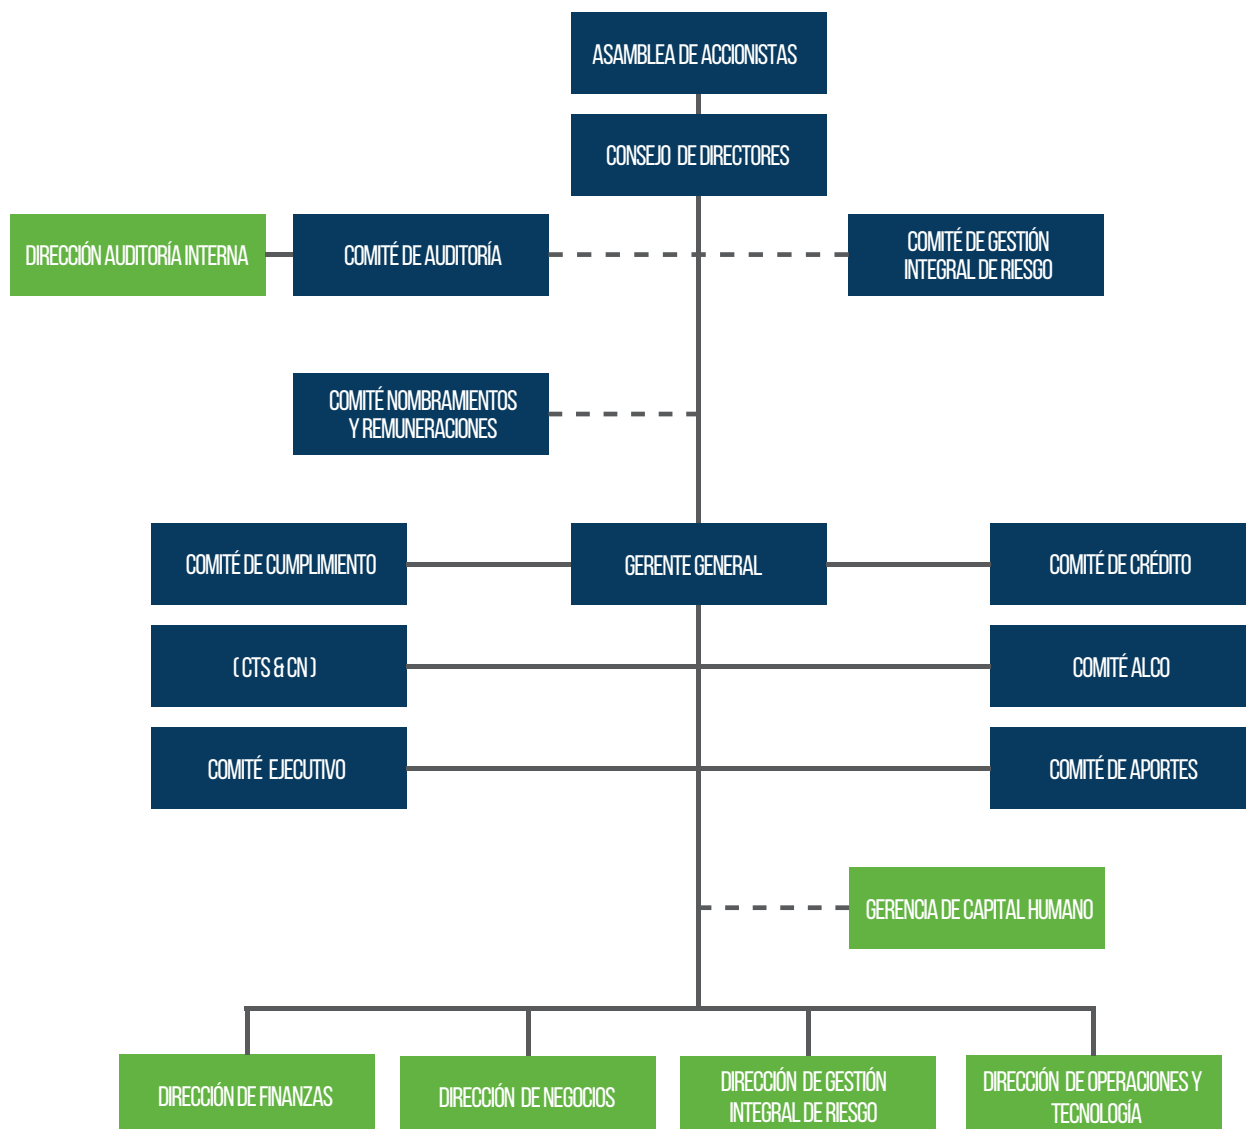 ASAMBLEA DE ACCIONISTAS
CONSEJO DE DIRECTORES
DIRECCIÓN AUDITORÍA INTERNA
COMITÉ DE AUDITORÍA
COMITÉ DE GESTIÓN
INTEGRAL DE RIESGO
COMITÉ NOMBRAMIENTOS
Y REMUNERACIONES
COMITÉ DE CUMPLIMIENTO
GERENTE GENERAL
COMITÉ DE CRÉDITO
( CTS & CN )
COMITÉ ALCO
COMITÉ EJECUTIVO
COMITÉ DE APORTES
GERENCIA DE CAPITAL HUMANO
DIRECCIÓN DE FINANZAS
DIRECCIÓN DE NEGOCIOS
DIRECCIÓN DE GESTIÓN
INTEGRAL DE RIESGO
DIRECCIÓN DE OPERACIONES Y
TECNOLOGÍA